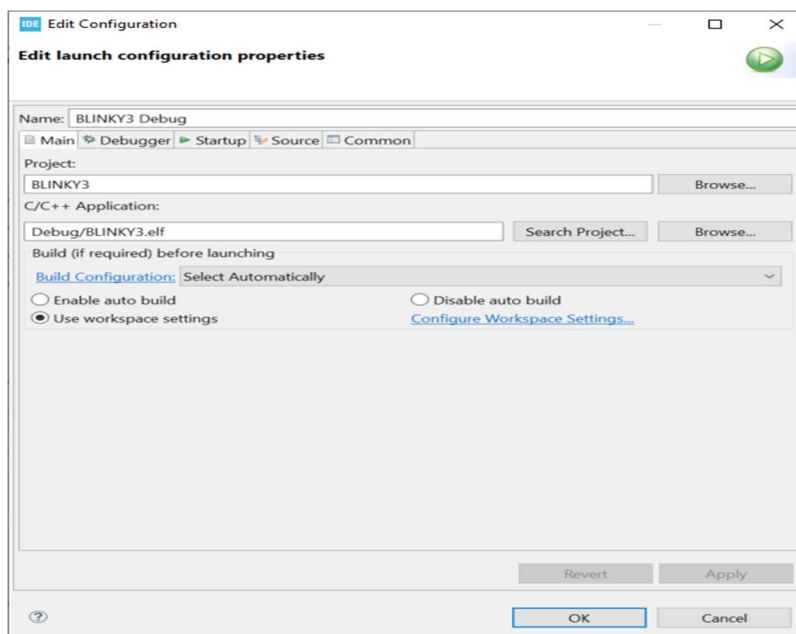 IDE Edit Configuration
Edit launch configuration properties
Name: BLINKY3 Debug
Main Debugger Startup Source Common
Project:
BLINKY3 Browse...
C/C++ Application:
Debug/BLINKY3.elf Search Project... Browse...
Build (if required) before launching
Build Configuration: Select Automatically
Enable auto build Disable auto build
Use workspace settings Configure Workspace Settings...
Revert Apply
? OK Cancel